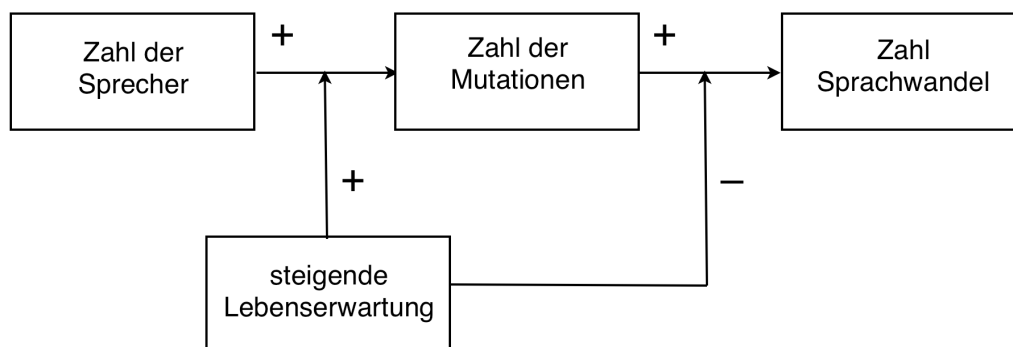 Zahl der
Sprecher
+
Zahl der
Mutationen
+
Zahl
Sprachwandel
+
–
steigende
Lebenserwartung